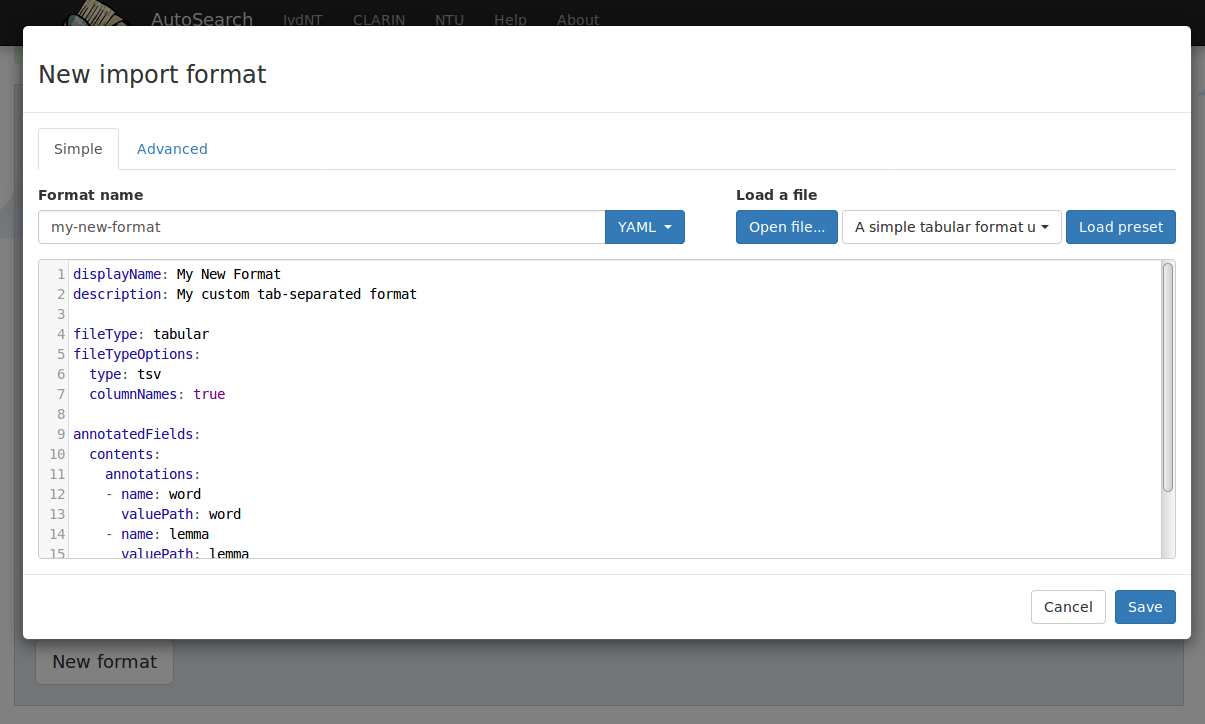 AutoSearch IvdNT CLARIN NTU Help About
New import format
Simple Advanced
Format name
my-new-format YAML
Load a file
Open file... A simple tabular format u Load preset
1 displayName: My New Format
2 description: My custom tab-separated format
3
4 fileType: tabular
5 fileTypeOptions:
6   type: tsv
7   columnNames: true
8
9 annotatedFields:
10   contents:
11     annotations:
12     - name: word
13       valuePath: word
14     - name: lemma
15       valuePath: lemma
Cancel Save
New format